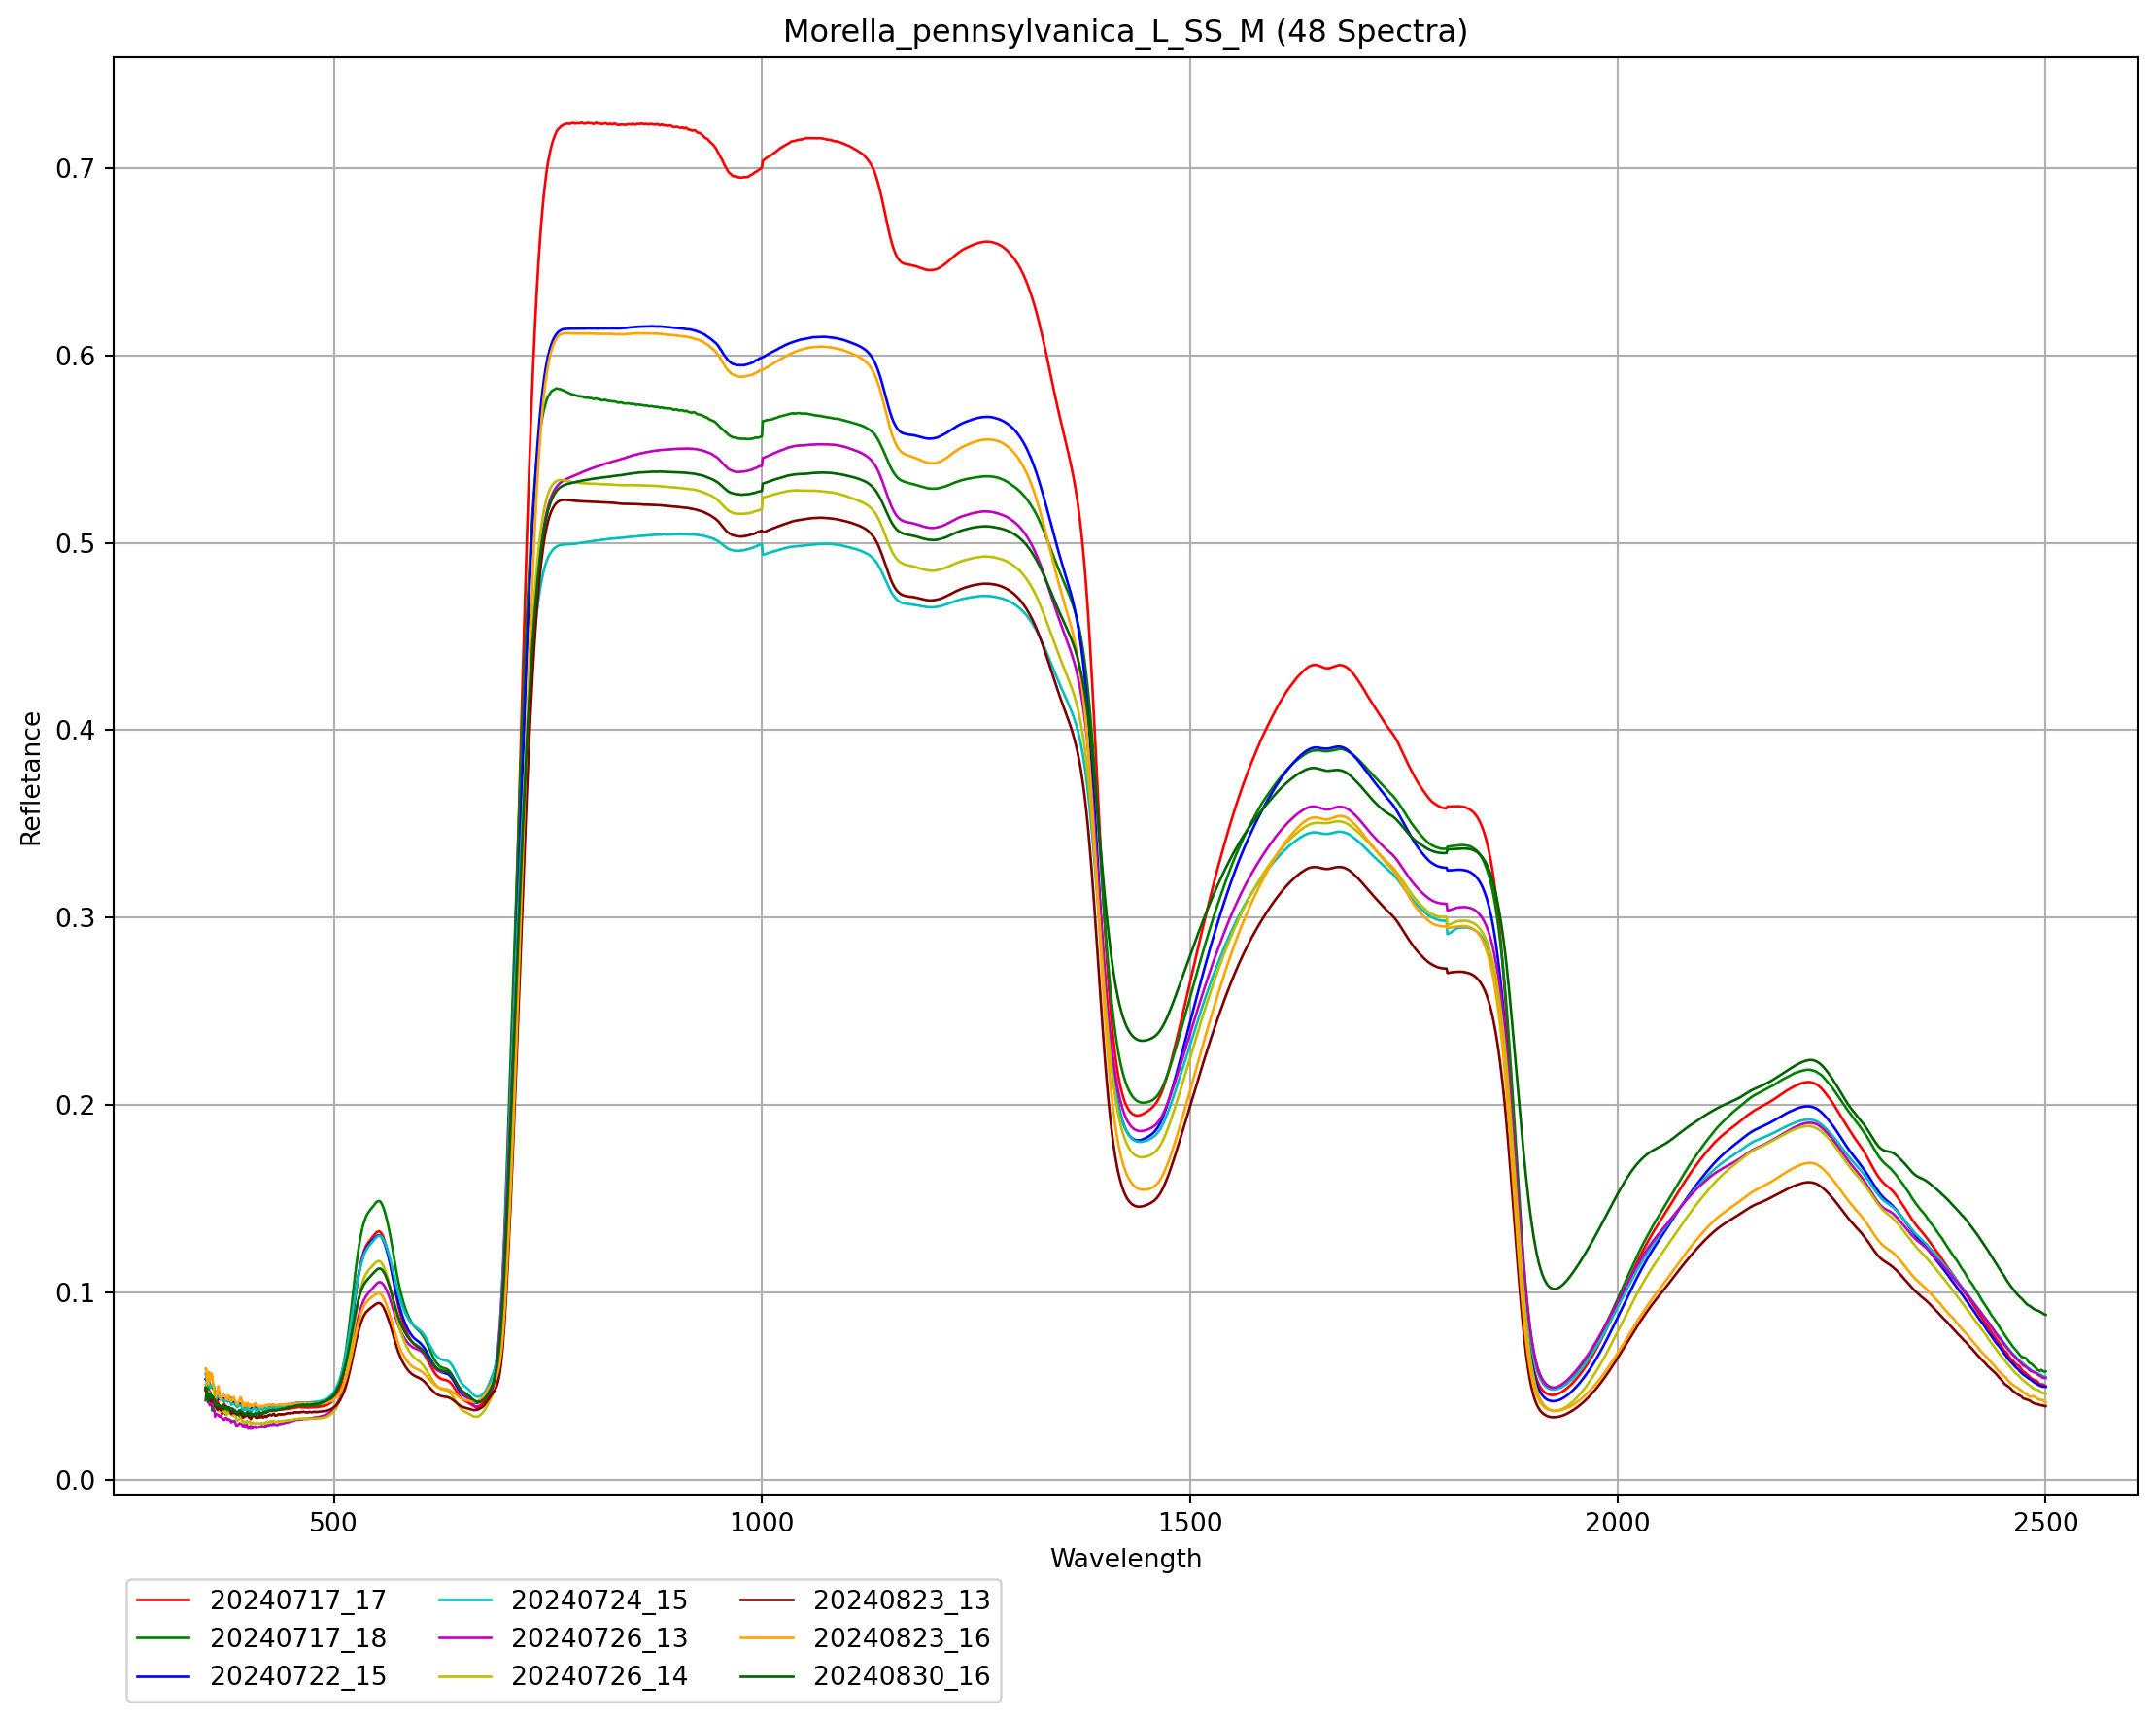 Morella_pennsylvanica_L_SS_M (48 Spectra)
0.7
0.6
0.5
0.4
0.3
0.2
0.1
0.0
Refletance
500 1000 1500 2000 2500
Wavelength
20240717_17 20240724_15 20240823_13
20240717_18 20240726_13 20240823_16
20240722_15 20240726_14 20240830_16